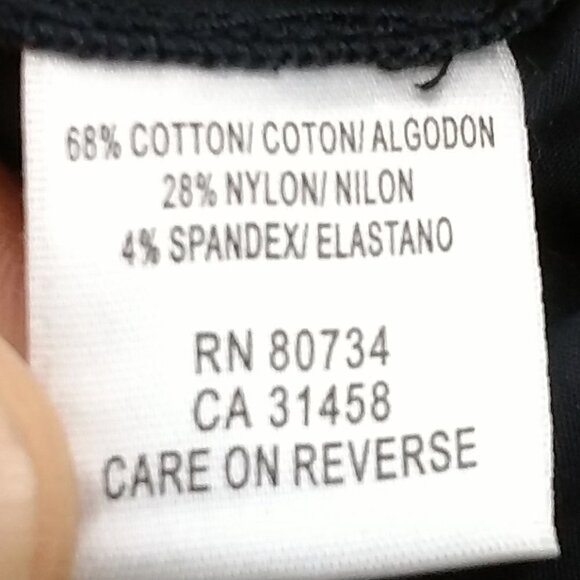 68% COTTON/ COTON/ ALGODON
28% NYLON/ NILON
4% SPANDEX/ ELASTANO
RN 80734
CA 31458
CARE ON REVERSE